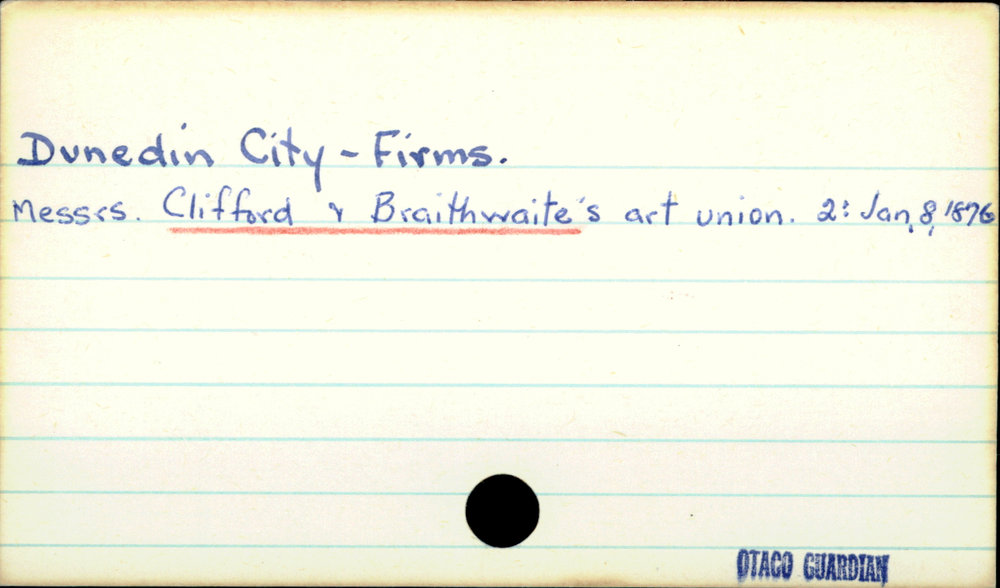 Dunedin City - Firms.
Messrs. Clifford & Braithwaite's art union. 2: Jan, 8, 1876
OTAGO GUARDIAN